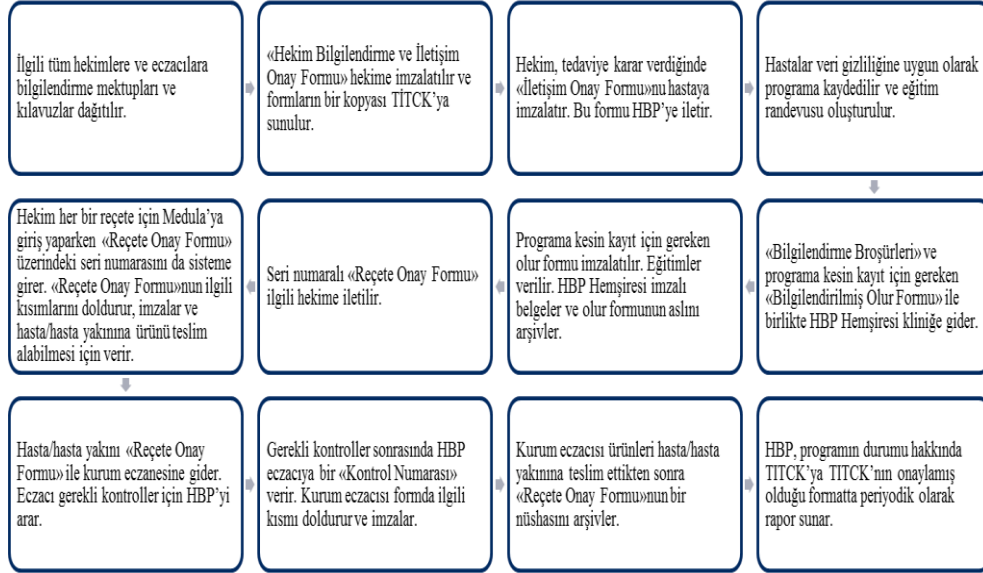 İlgili tüm hekimlere ve eczacılara
bilgilendirme mektupları ve
kılavuzlar dağıtılır.
«Hekim Bilgilendirme ve İletişim
Onay Formu» hekime imzalatılır ve
formların bir kopyası TİTCK’ya
sunulur.
Hekim, tedaviye karar verdiğinde
«İletişim Onay Formu»nu hastaya
imzalatır. Bu formu HBP’ye iletir.
Hastalar veri gizliliğine uygun olarak
programa kaydedilir ve eğitim
randevusu oluşturulur.
«Bilgilendirme Broşürleri» ve
programa kesin kayıt için gereken
«Bilgilendirilmiş Olur Formu» ile
birlikte HBP Hemşiresi kliniğe gider.
Programa kesin kayıt için gereken
olur formu imzalatılır. Eğitimler
verilir. HBP Hemşiresi imzalı
belgeler ve olur formunun aslını
arşivler.
Seri numaralı «Reçete Onay Formu»
ilgili hekime iletilir.
Hekim her bir reçete için Medula’ya
giriş yaparken «Reçete Onay Formu»
üzerindeki seri numarasını da sisteme
girer. «Reçete Onay Formu»nun ilgili
kısımlarını doldurur, imzalar ve
hasta/hasta yakınına ürünü teslim
alabilmesi için verir.
Hasta/hasta yakını «Reçete Onay
Formu» ile kurum eczanesine gider.
Eczacı gerekli kontroller için HBP’yi
arar.
Gerekli kontroller sonrasında HBP
eczacıya bir «Kontrol Numarası»
verir. Kurum eczacısı formda ilgili
kısmı doldurur ve imzalar.
Kurum eczacısı ürünleri hasta/hasta
yakınına teslim ettikten sonra
«Reçete Onay Formu»nun bir
nüshasını arşivler.
HBP, programın durumu hakkında
TITCK’ya TITCK’nın onaylamış
olduğu formatta periyodik olarak
rapor sunar.